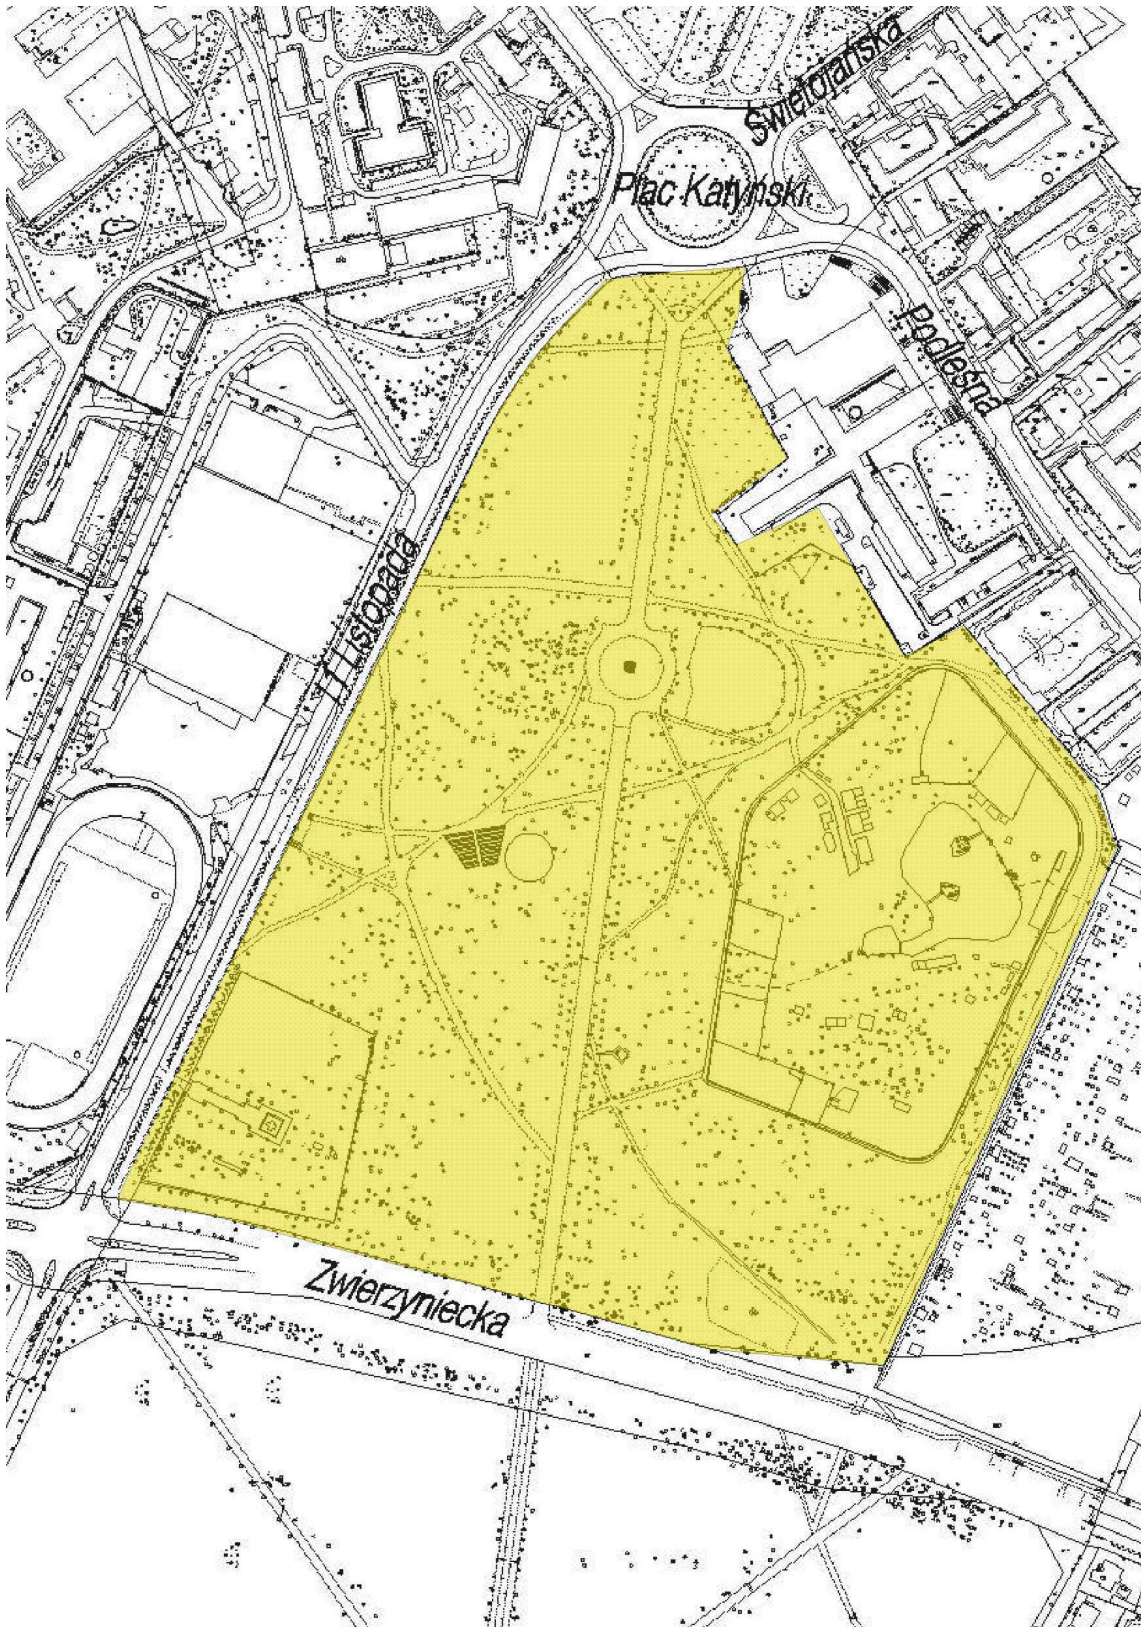 Świętojańska
Plac Katyński
Podleśna
11 Listopada
Zwierzyniecka